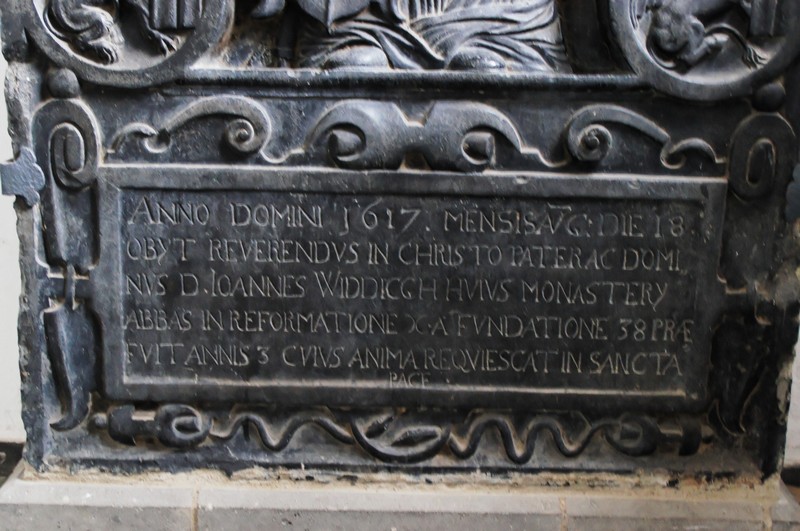 ANNO DOMINI 1617. MENSIS AVG: DIE 18
OBYT REVERENDVS IN CHRISTO PATER AC DOMI
NVS D. IOANNES WIDDICGH HVIVS MONASTERY
ABBAS IN REFORMATIONE X. A FVNDATIONE 38 PRÆ
FVIT ANNIS 3 CVIVS ANIMA REQVIESCAT IN SANCTA
PACE